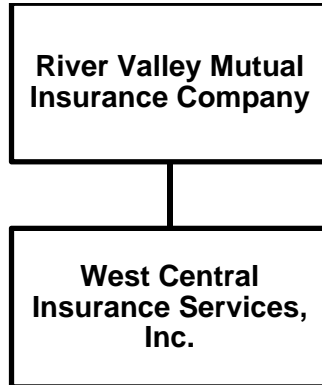 River Valley Mutual
Insurance Company
West Central
Insurance Services,
Inc.